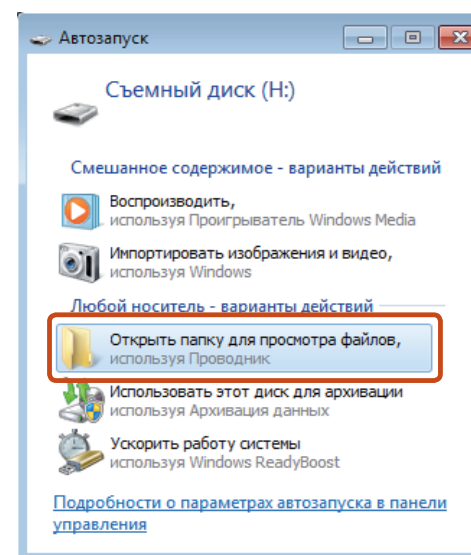 Автозапуск
Съемный диск (H:)
Смешанное содержимое - варианты действий
Воспроизводить,
используя Проигрыватель Windows Media
Импортировать изображения и видео,
используя Windows
Любой носитель - варианты действий
Открыть папку для просмотра файлов,
используя Проводник
Использовать этот диск для архивации
используя Архивация данных
Ускорить работу системы
используя Windows ReadyBoost
Подробности о параметрах автозапуска в панели
управления